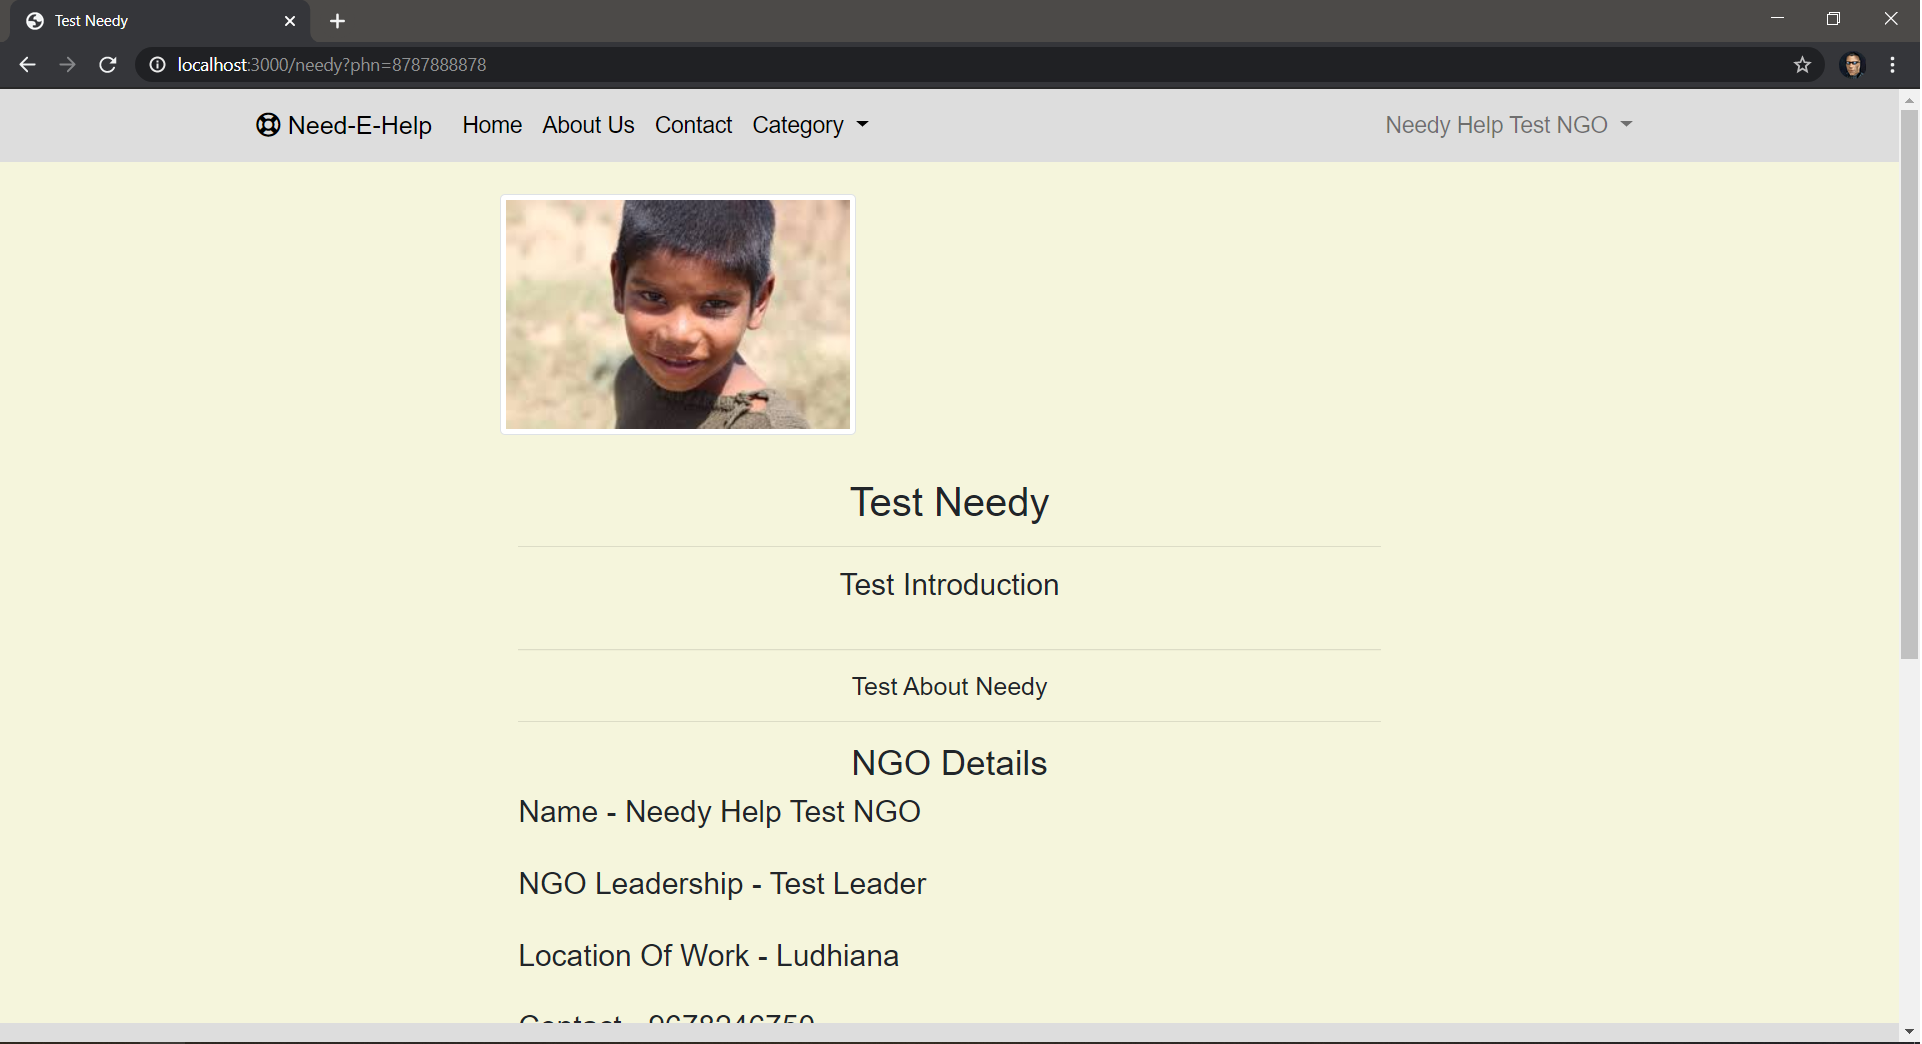 Test Needy
localhost:3000/needy?phn=8787888878
Need-E-Help Home About Us Contact Category Needy Help Test NGO
Test Needy
Test Introduction
Test About Needy
NGO Details
Name - Needy Help Test NGO
NGO Leadership - Test Leader
Location Of Work - Ludhiana
Contact - 9678246750